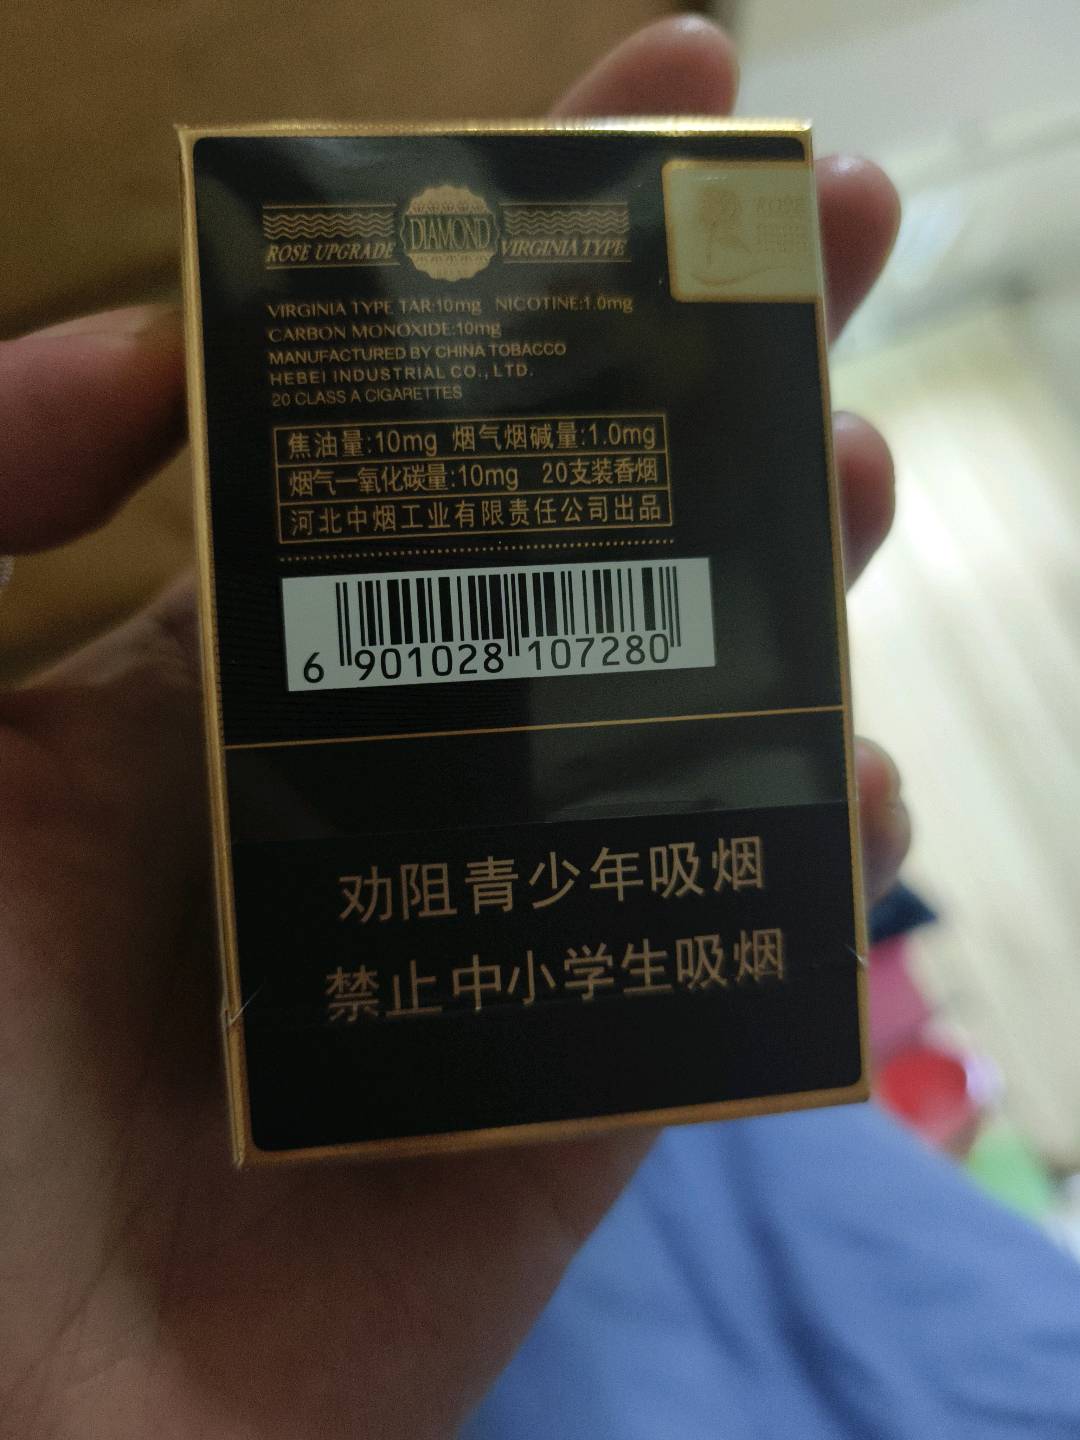 ROSE UPGRADE DIAMOND VIRGINIA TYPE
ROSE
VIRGINIA TYPE TAR:10mg NICOTINE:1.0mg
CARBON MONOXIDE:10mg
MANUFACTURED BY CHINA TOBACCO
HEBEI INDUSTRIAL CO., LTD.
20 CLASS A CIGARETTES
焦油量:10mg 烟气烟碱量:1.0mg
烟气一氧化碳量:10mg 20支装香烟
河北中烟工业有限责任公司出品
6 901028 107280
劝阻青少年吸烟
禁止中小学生吸烟